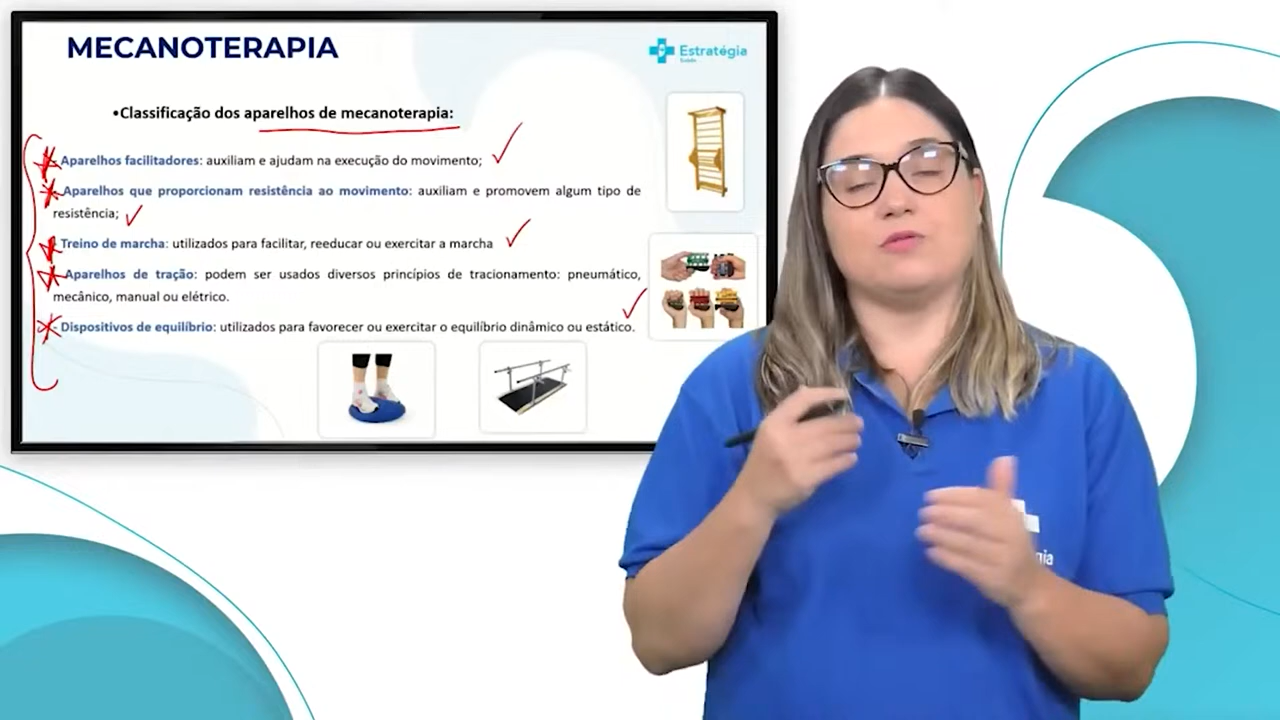 MECANOTERAPIA
Estratégia
Saúde
•Classificação dos aparelhos de mecanoterapia:
Aparelhos facilitadores: auxiliam e ajudam na execução do movimento;
Aparelhos que proporcionam resistência ao movimento: auxiliam e promovem algum tipo de
resistência;
Treino de marcha: utilizados para facilitar, reeducar ou exercitar a marcha
Aparelhos de tração: podem ser usados diversos princípios de tracionamento: pneumático,
mecânico, manual ou elétrico.
Dispositivos de equilíbrio: utilizados para favorecer ou exercitar o equilíbrio dinâmico ou estático.
gia